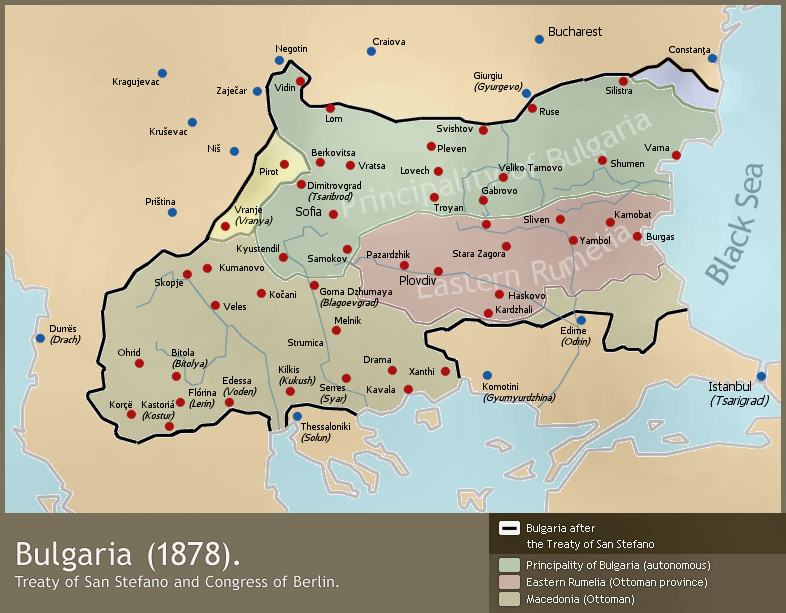 Negotin
Craiova
Bucharest
Constanţa
Kragujevac
Zaječar
Vidin
Giurgiu
(Gyurgevo)
Silistra
Lom
Ruse
Kruševac
Svishtov
Niš
Pleven
Varna
Berkovitsa
Vratsa
Shumen
Pirot
Lovech
Veliko Tarnovo
Dimitrovgrad
(Tsaribrod)
Gabrovo
Principality of Bulgaria
Priština
Vranje
(Vranya)
Sofia
Troyan
Sliven
Karnobat
Burgas
Black Sea
Kyustendil
Samokov
Pazardzhik
Stara Zagora
Yambol
Kumanovo
Skopje
Plovdiv
Eastern Rumelia
Kočani
Gorna Dzhumaya
(Blagoevgrad)
Haskovo
Veles
Kardzhali
Melnik
Durrës
(Drach)
Strumica
Edirne
(Odrin)
Ohrid
Bitola
(Bitolya)
Drama
Xanthi
Kilkis
(Kukush)
Edessa
(Voden)
Serres
(Syar)
Kavala
Komotini
(Gyumyurdzhina)
Istanbul
(Tsarigrad)
Flórina
(Lerin)
Korçë
Kastoriá
(Kostur)
Thessaloniki
(Solun)
Bulgaria (1878).
Treaty of San Stefano and Congress of Berlin.
Bulgaria after
the Treaty of San Stefano
Principality of Bulgaria (autonomous)
Eastern Rumelia (Ottoman province)
Macedonia (Ottoman)